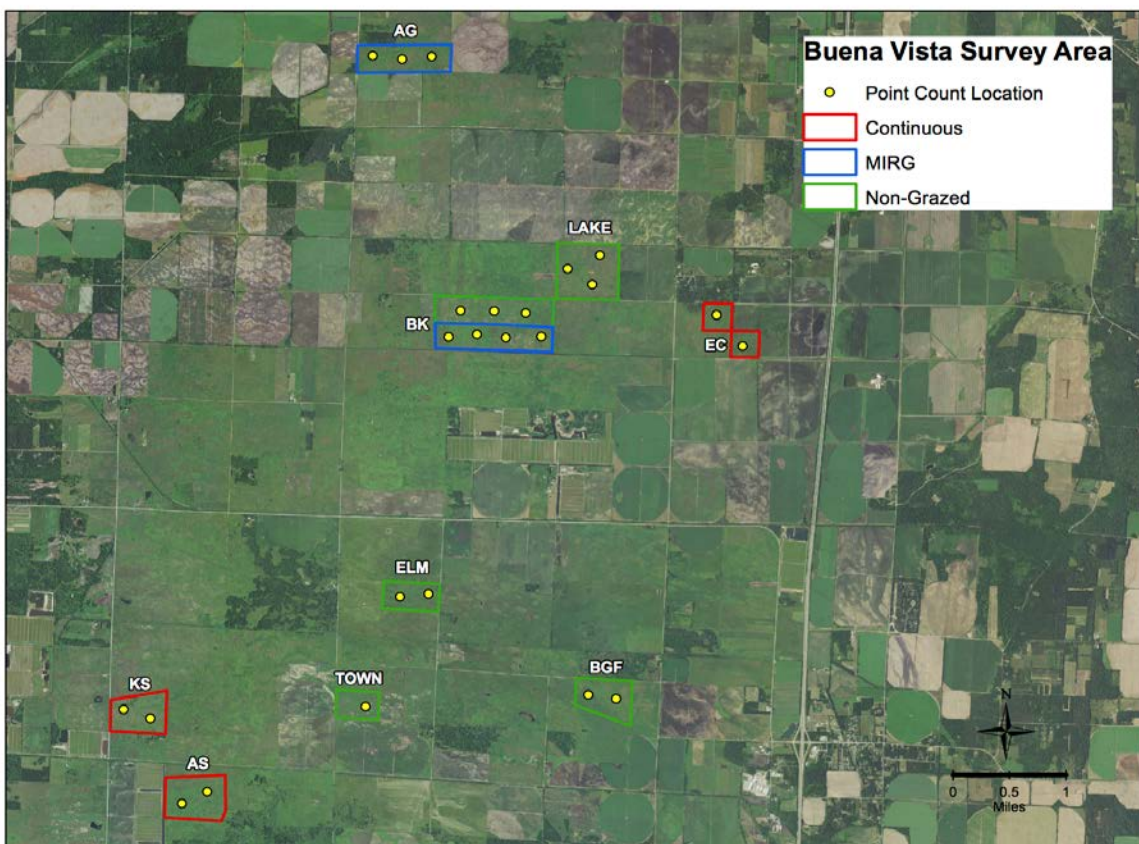 AG
Buena Vista Survey Area
Point Count Location
Continuous
MIRG
Non-Grazed
LAKE
BK
EC
ELM
KS
TOWN
BGF
N
AS
0 0.5 1
Miles